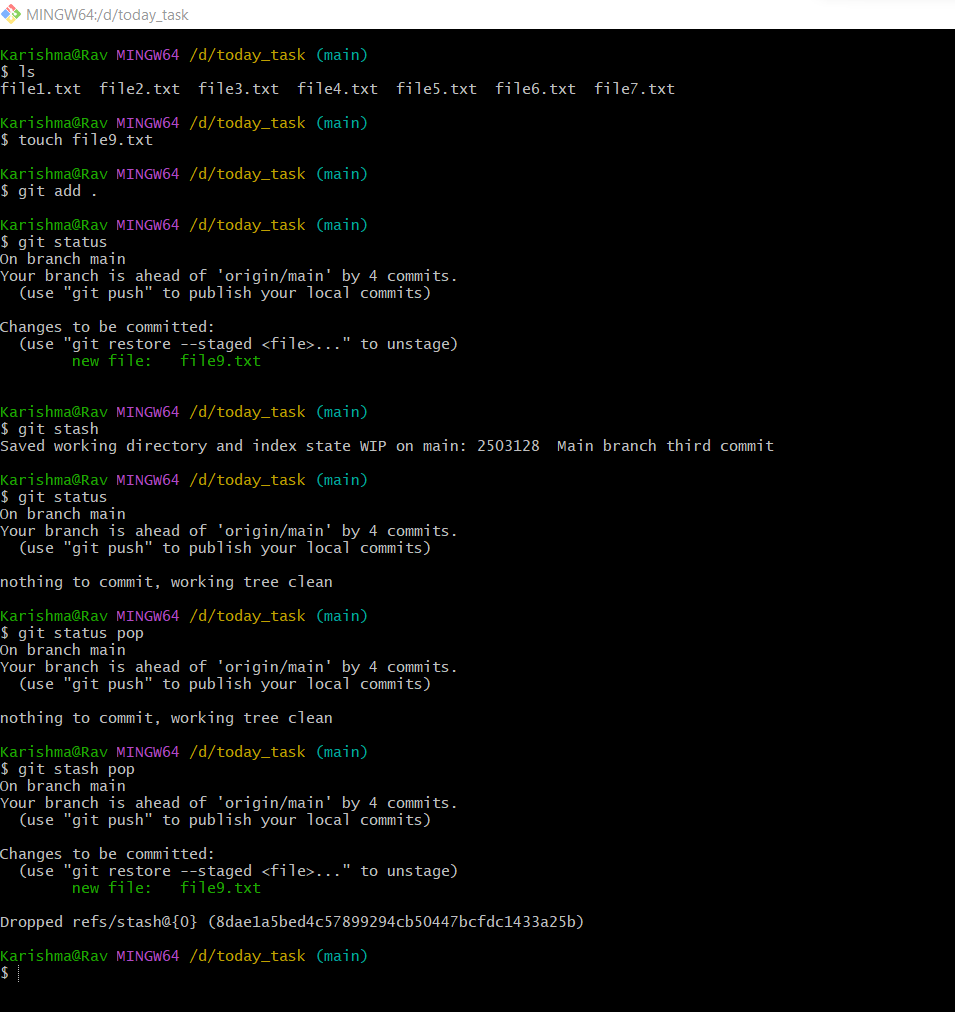 MINGW64:/d/today_task
Karishma@Rav MINGW64 /d/today_task (main)
$ ls
file1.txt  file2.txt  file3.txt  file4.txt  file5.txt  file6.txt  file7.txt
Karishma@Rav MINGW64 /d/today_task (main)
$ touch file9.txt
Karishma@Rav MINGW64 /d/today_task (main)
$ git add .
Karishma@Rav MINGW64 /d/today_task (main)
$ git status
On branch main
Your branch is ahead of 'origin/main' by 4 commits.
  (use "git push" to publish your local commits)
Changes to be committed:
  (use "git restore --staged <file>..." to unstage)
        new file:   file9.txt
Karishma@Rav MINGW64 /d/today_task (main)
$ git stash
Saved working directory and index state WIP on main: 2503128  Main branch third commit
Karishma@Rav MINGW64 /d/today_task (main)
$ git status
On branch main
Your branch is ahead of 'origin/main' by 4 commits.
  (use "git push" to publish your local commits)
nothing to commit, working tree clean
Karishma@Rav MINGW64 /d/today_task (main)
$ git status pop
On branch main
Your branch is ahead of 'origin/main' by 4 commits.
  (use "git push" to publish your local commits)
nothing to commit, working tree clean
Karishma@Rav MINGW64 /d/today_task (main)
$ git stash pop
On branch main
Your branch is ahead of 'origin/main' by 4 commits.
  (use "git push" to publish your local commits)
Changes to be committed:
  (use "git restore --staged <file>..." to unstage)
        new file:   file9.txt
Dropped refs/stash@{0} (8dae1a5bed4c57899294cb50447bcfdc1433a25b)
Karishma@Rav MINGW64 /d/today_task (main)
$